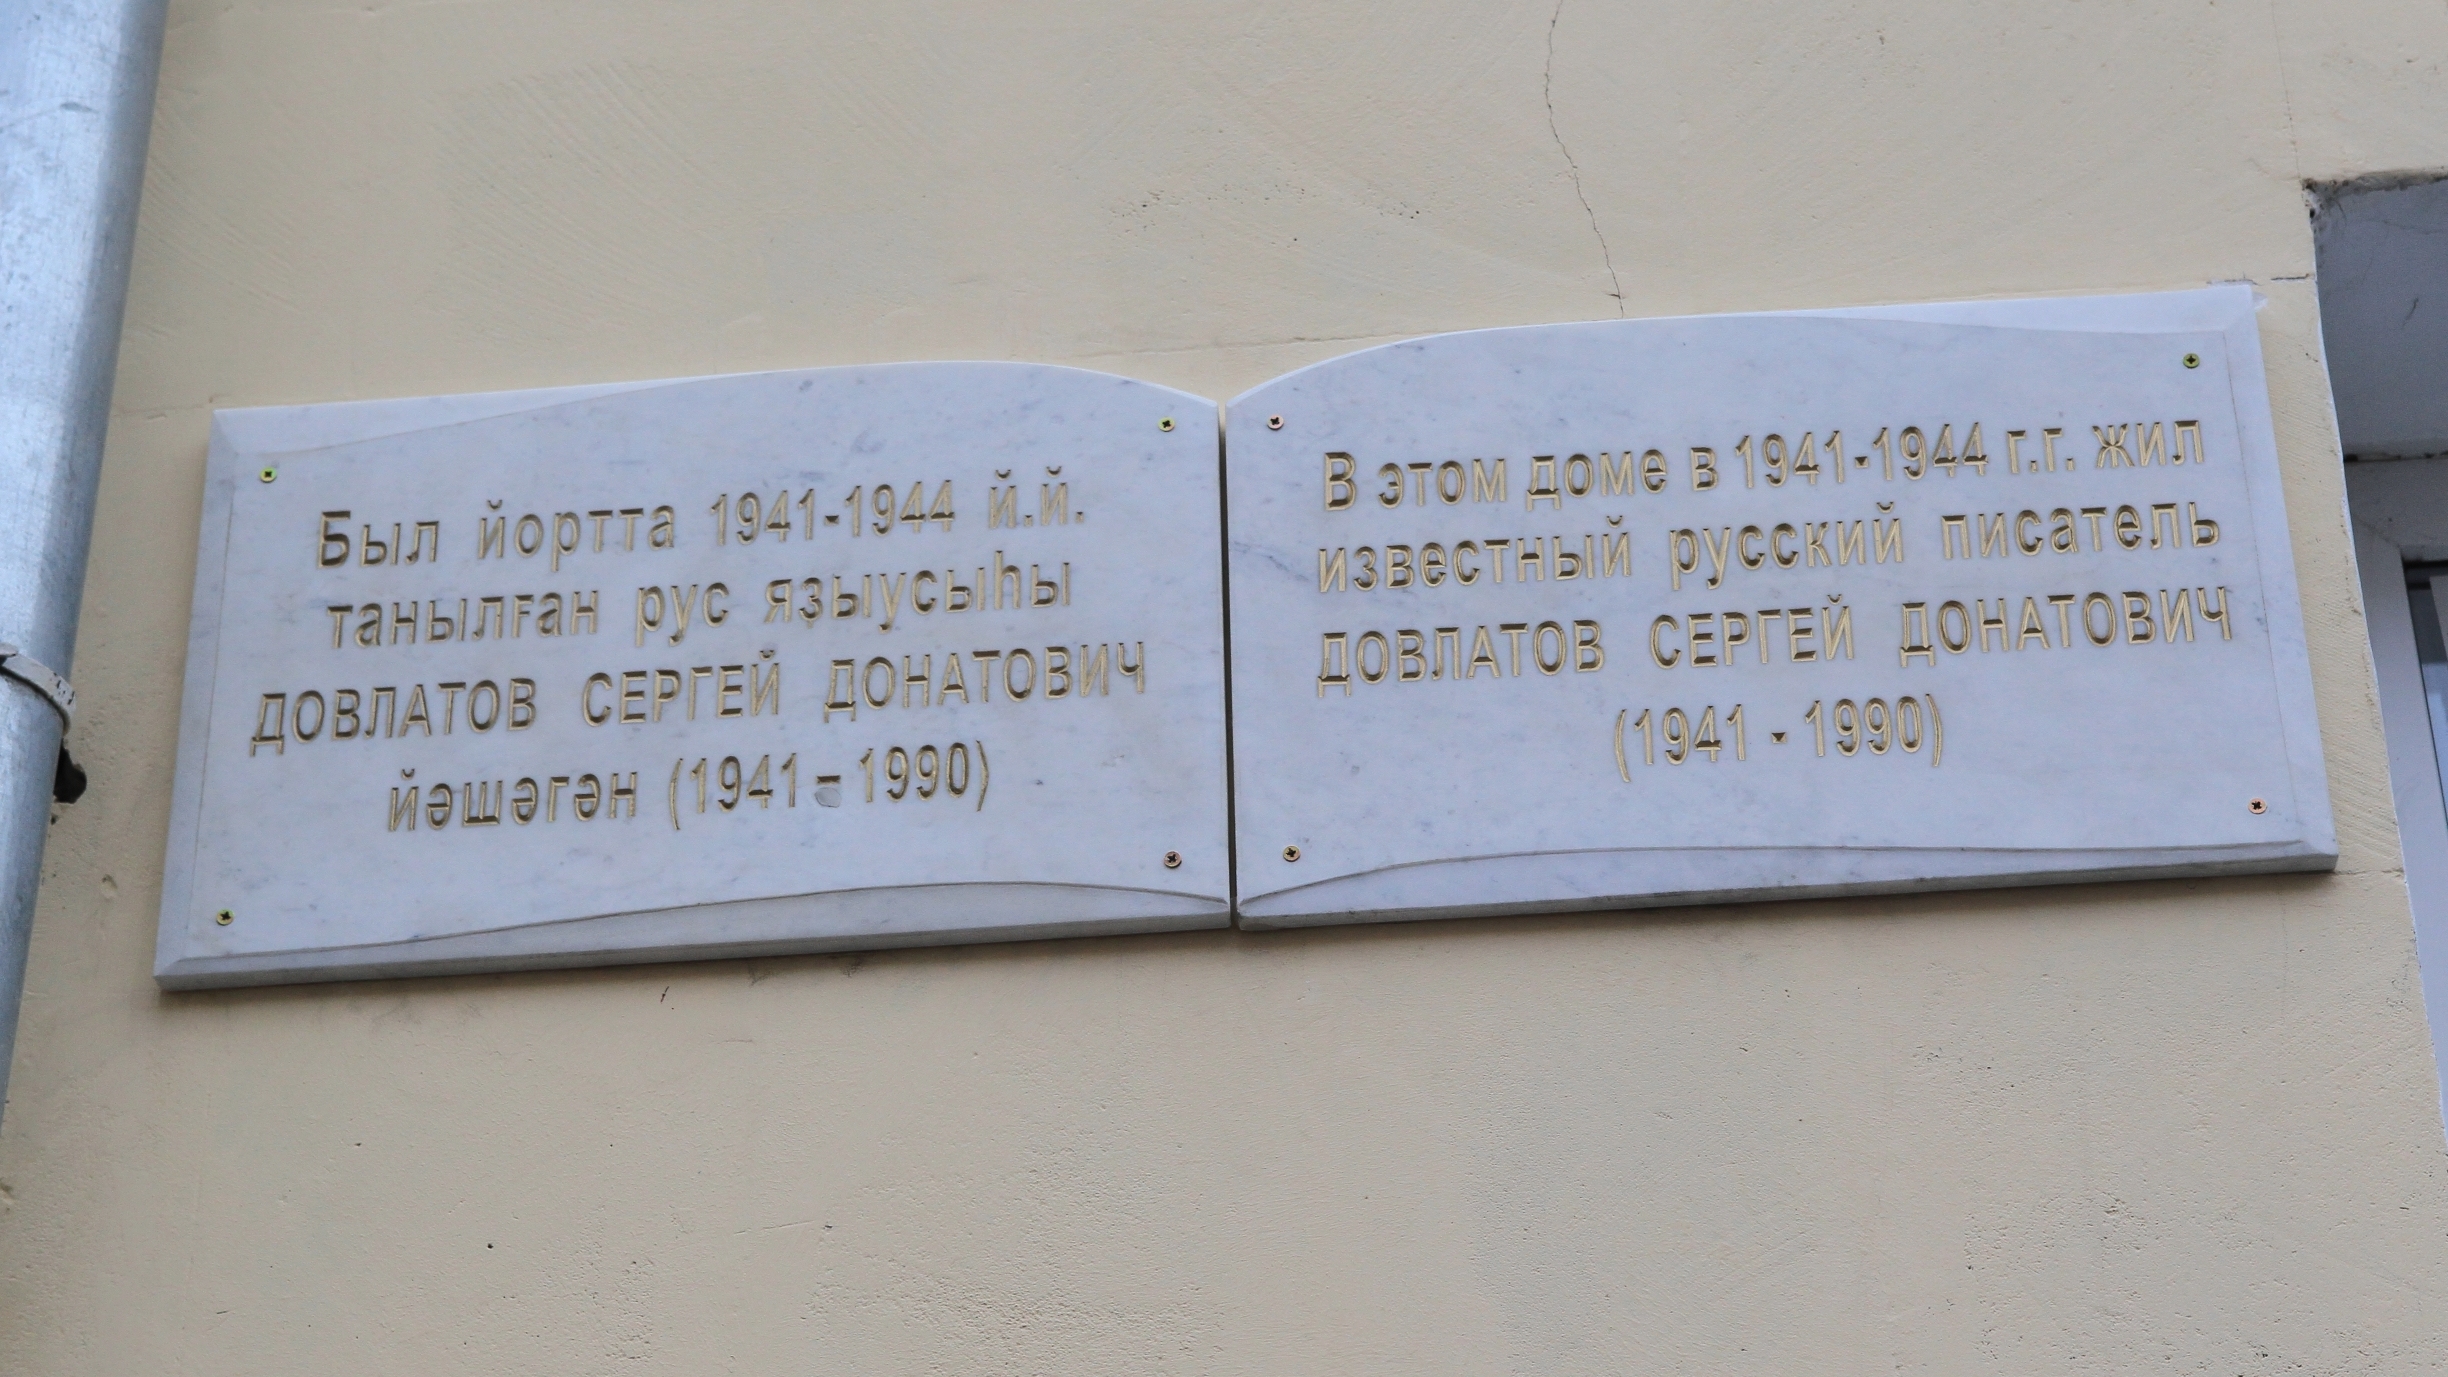 Был йортта 1941-1944 й.й.
танылған рус яҙыусыһы
ДОВЛАТОВ СЕРГЕЙ ДОНАТОВИЧ
йәшәгән (1941 - 1990)
В этом доме в 1941-1944 г.г. жил
известный русский писатель
ДОВЛАТОВ СЕРГЕЙ ДОНАТОВИЧ
(1941 - 1990)